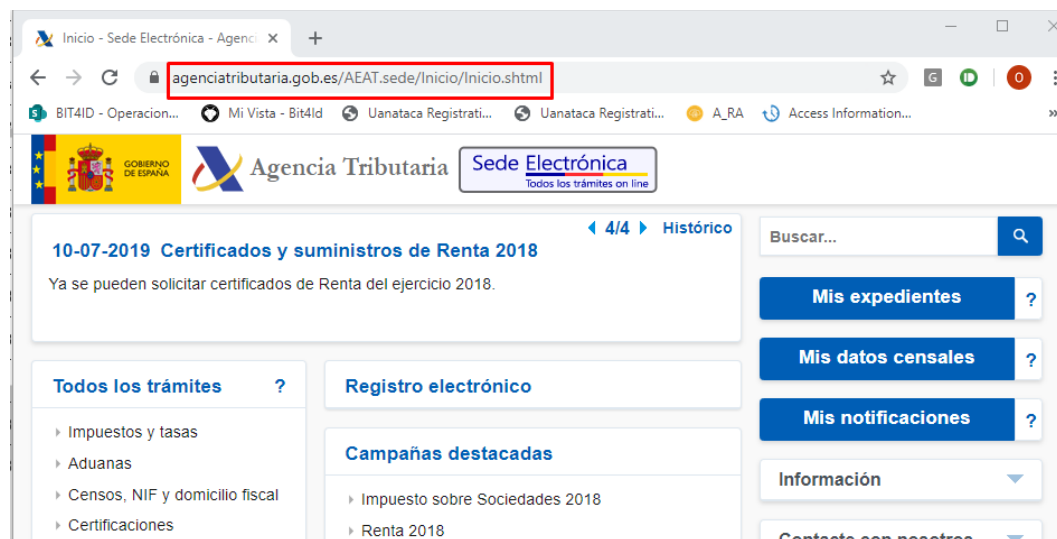 Inicio - Sede Electrónica - Agenci
agenciatributaria.gob.es/AEAT.sede/Inicio/Inicio.shtml
G
O
BIT4ID - Operacion...
Mi Vista - Bit4Id
Uanataca Registrati...
Uanataca Registrati...
A_RA
Access Information...
»
GOBIERNO
DE ESPAÑA
Agencia Tributaria
Sede Electrónica
Todos los trámites on line
4/4
Histórico
10-07-2019 Certificados y suministros de Renta 2018
Ya se pueden solicitar certificados de Renta del ejercicio 2018.
Buscar...
Mis expedientes
?
Mis datos censales
?
Mis notificaciones
?
Información
Contacte con nosotros
Todos los trámites
?
Impuestos y tasas
Aduanas
Censos, NIF y domicilio fiscal
Certificaciones
Registro electrónico
Campañas destacadas
Impuesto sobre Sociedades 2018
Renta 2018